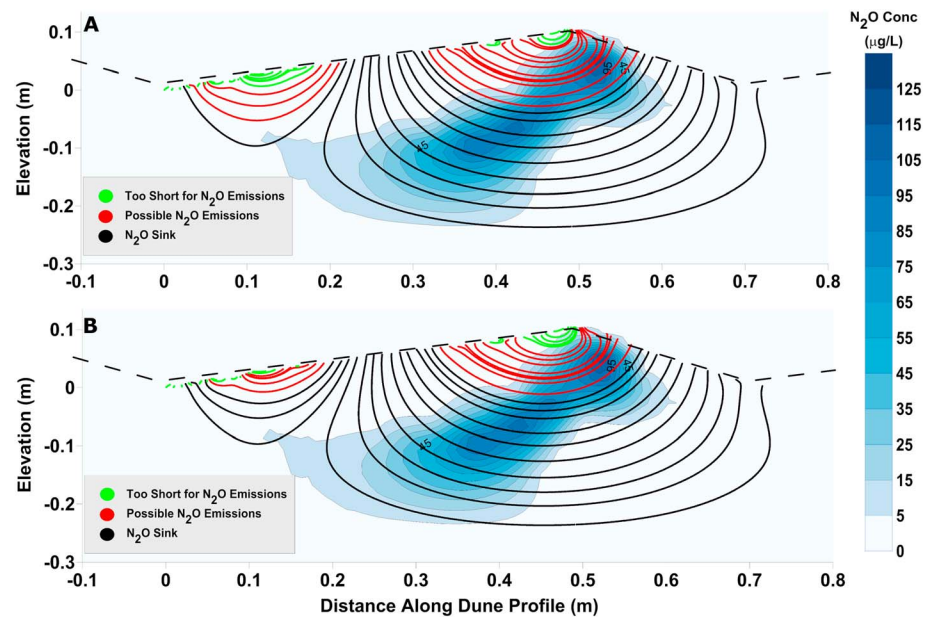 N2O Conc
(μg/L)
125
115
105
95
85
75
65
55
45
35
25
15
5
0
A
Elevation (m)
0.1
0
-0.1
-0.2
-0.3
95
45
45
Too Short for N2O Emissions
Possible N2O Emissions
N2O Sink
-0.1 0 0.1 0.2 0.3 0.4 0.5 0.6 0.7 0.8
B
Elevation (m)
0.1
0
-0.1
-0.2
-0.3
95
45
45
Too Short for N2O Emissions
Possible N2O Emissions
N2O Sink
-0.1 0 0.1 0.2 0.3 0.4 0.5 0.6 0.7 0.8
Distance Along Dune Profile (m)